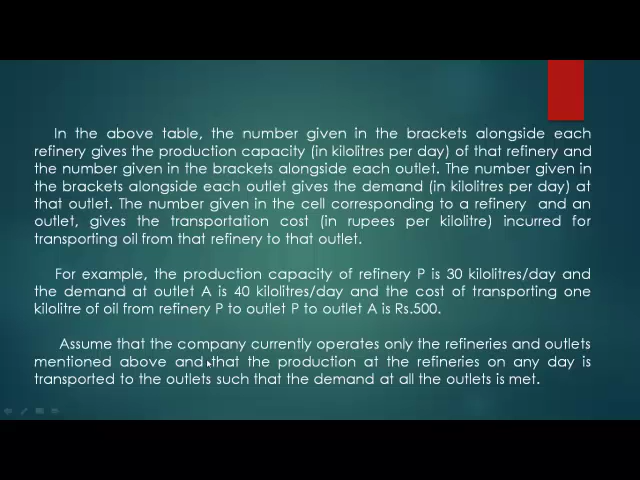 In the above table, the number given in the brackets alongside each
refinery gives the production capacity (in kilolitres per day) of that refinery and
the number given in the brackets alongside each outlet. The number given in
the brackets alongside each outlet gives the demand (in kilolitres per day) at
that outlet. The number given in the cell corresponding to a refinery and an
outlet, gives the transportation cost (in rupees per kilolitre) incurred for
transporting oil from that refinery to that outlet.
For example, the production capacity of refinery P is 30 kilolitres/day and
the demand at outlet A is 40 kilolitres/day and the cost of transporting one
kilolitre of oil from refinery P to outlet P to outlet A is Rs.500.
Assume that the company currently operates only the refineries and outlets
mentioned above and that the production at the refineries on any day is
transported to the outlets such that the demand at all the outlets is met.